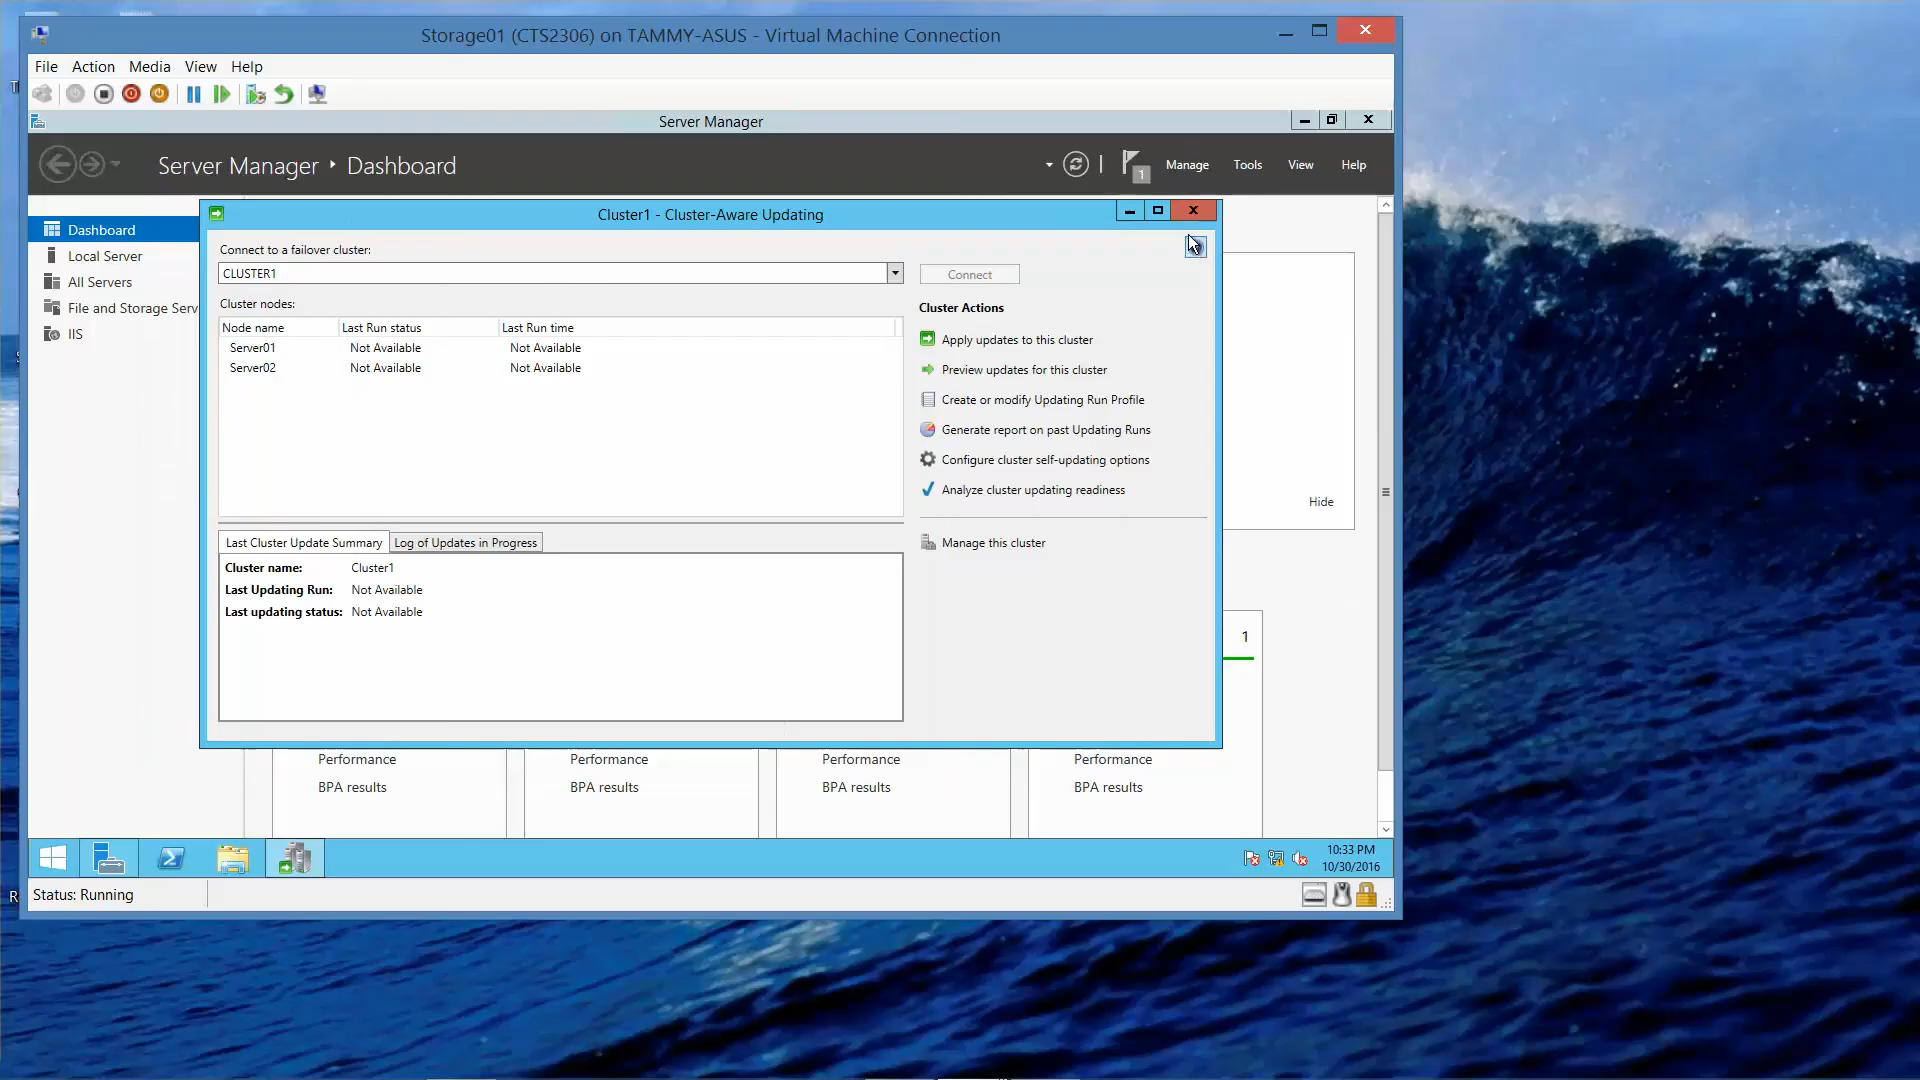 Storage01 (CTS2306) on TAMMY-ASUS - Virtual Machine Connection
File Action Media View Help
Server Manager
Server Manager ‣ Dashboard
1 Manage Tools View Help
Dashboard
Local Server
All Servers
File and Storage Serv
IIS
Cluster1 - Cluster-Aware Updating
Connect to a failover cluster:
CLUSTER1
Connect
Cluster nodes:
Node name Last Run status Last Run time
Server01 Not Available Not Available
Server02 Not Available Not Available
Cluster Actions
Apply updates to this cluster
Preview updates for this cluster
Create or modify Updating Run Profile
Generate report on past Updating Runs
Configure cluster self-updating options
Analyze cluster updating readiness
Manage this cluster
Hide
Last Cluster Update Summary Log of Updates in Progress
Cluster name: Cluster1
Last Updating Run: Not Available
Last updating status: Not Available
1
Performance Performance Performance Performance
BPA results BPA results BPA results BPA results
10:33 PM
10/30/2016
Status: Running